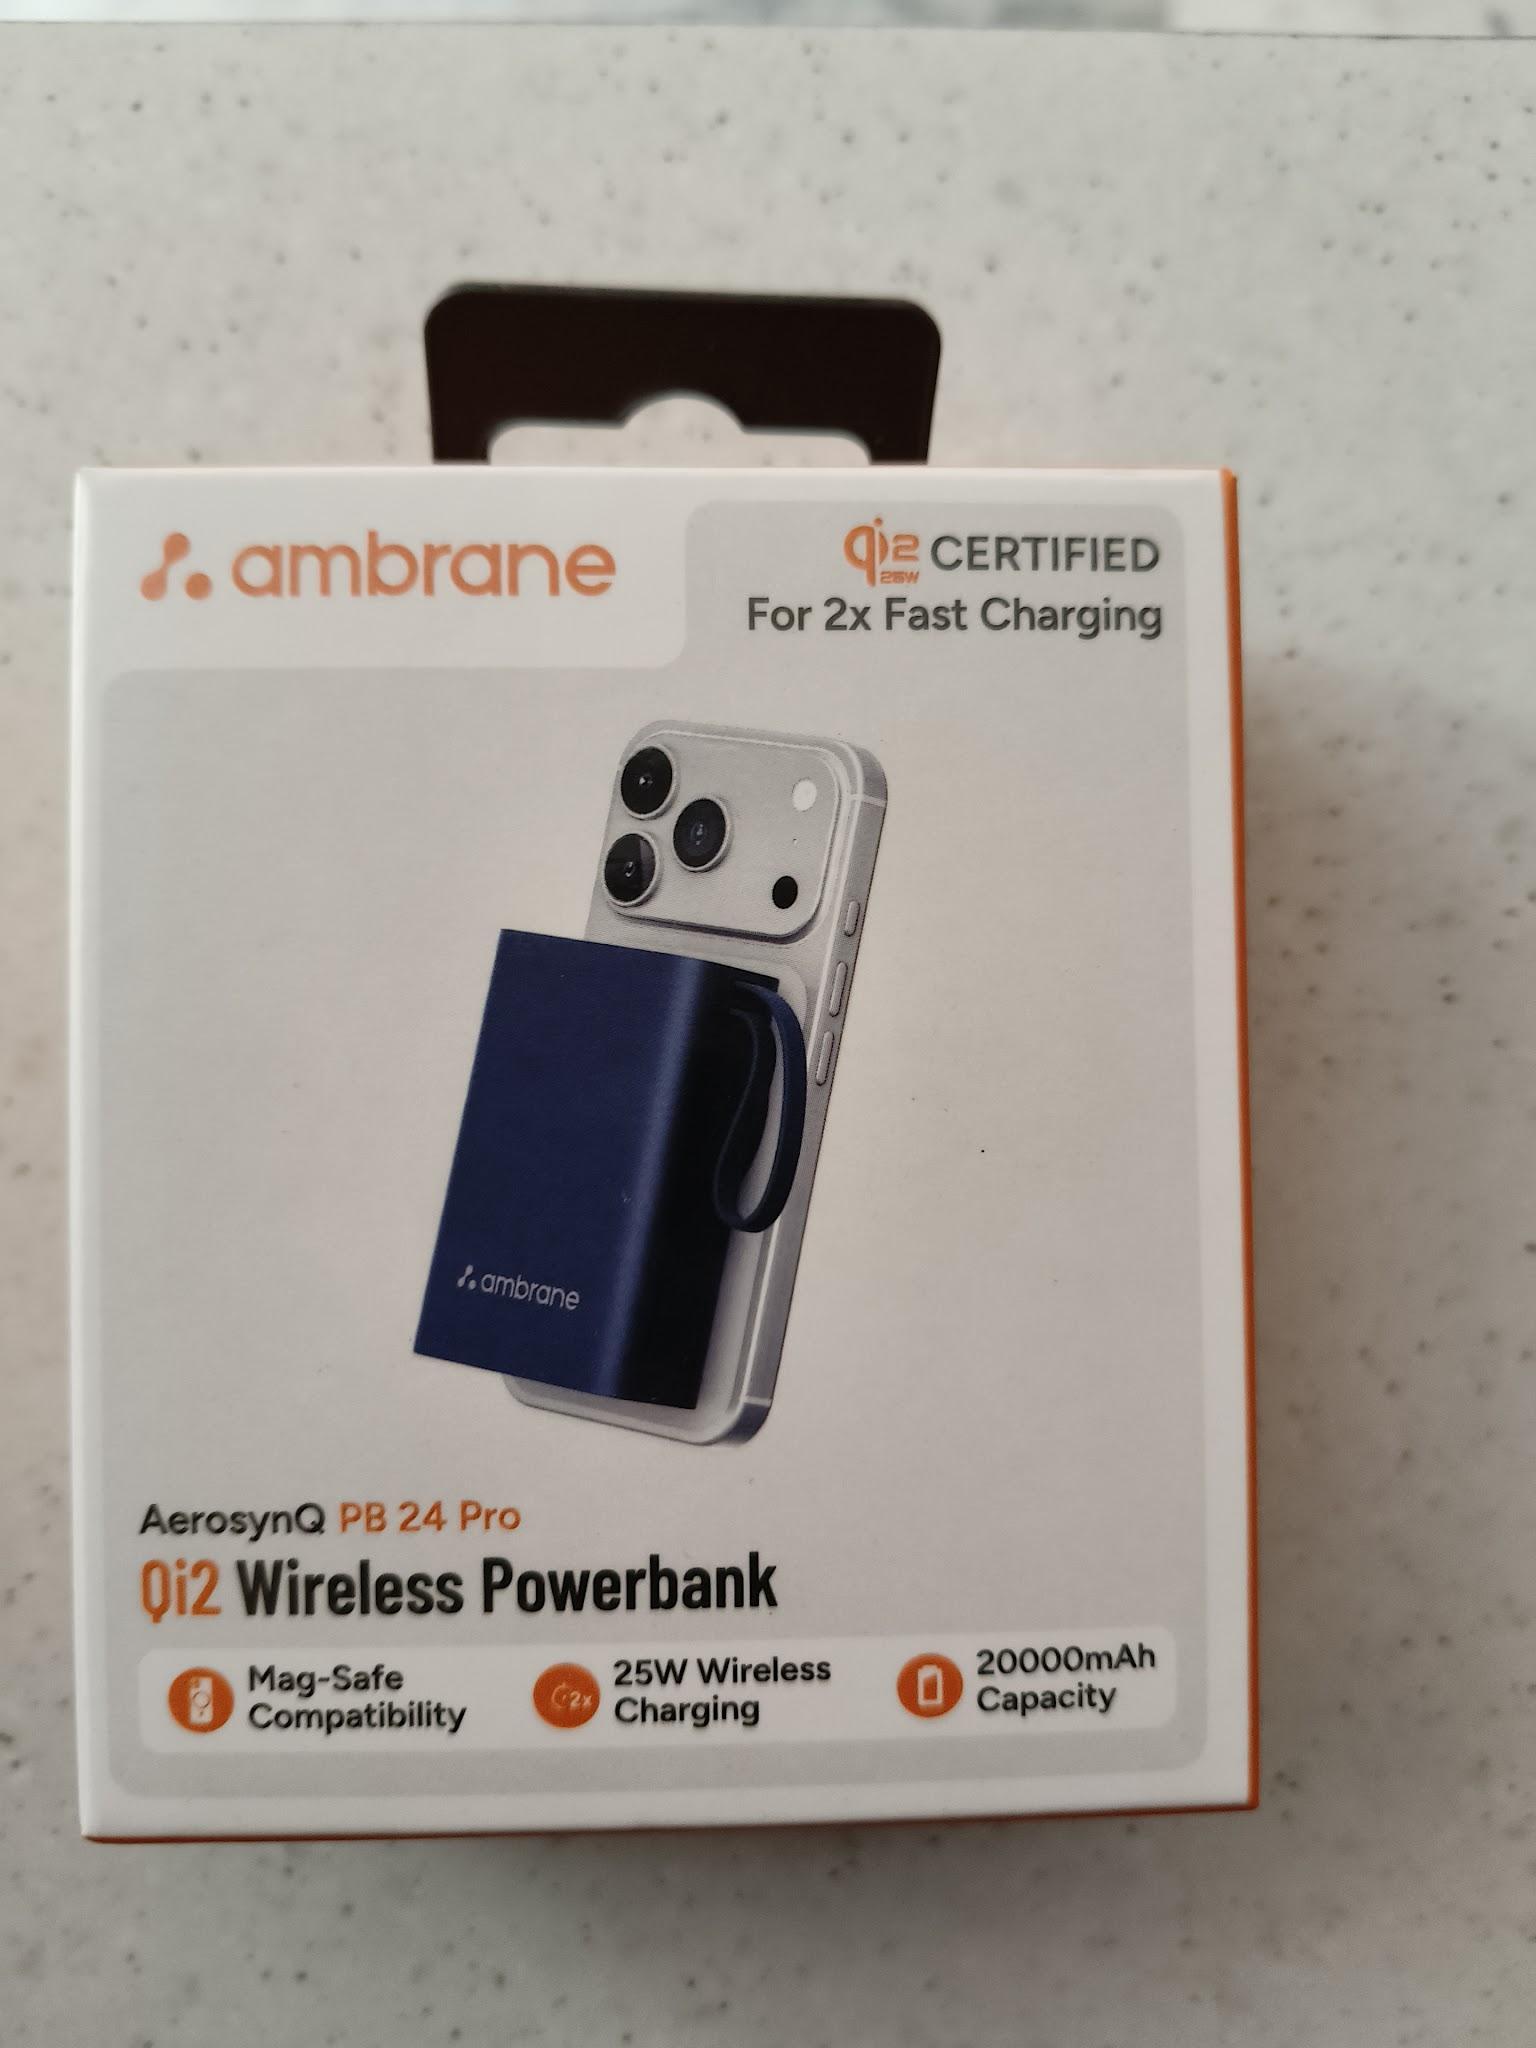 ambrane
Qi2 CERTIFIED
25W
For 2x Fast Charging
ambrane
AerosynQ PB 24 Pro
Qi2 Wireless Powerbank
Mag-Safe
Compatibility
2x
25W Wireless
Charging
20000mAh
Capacity